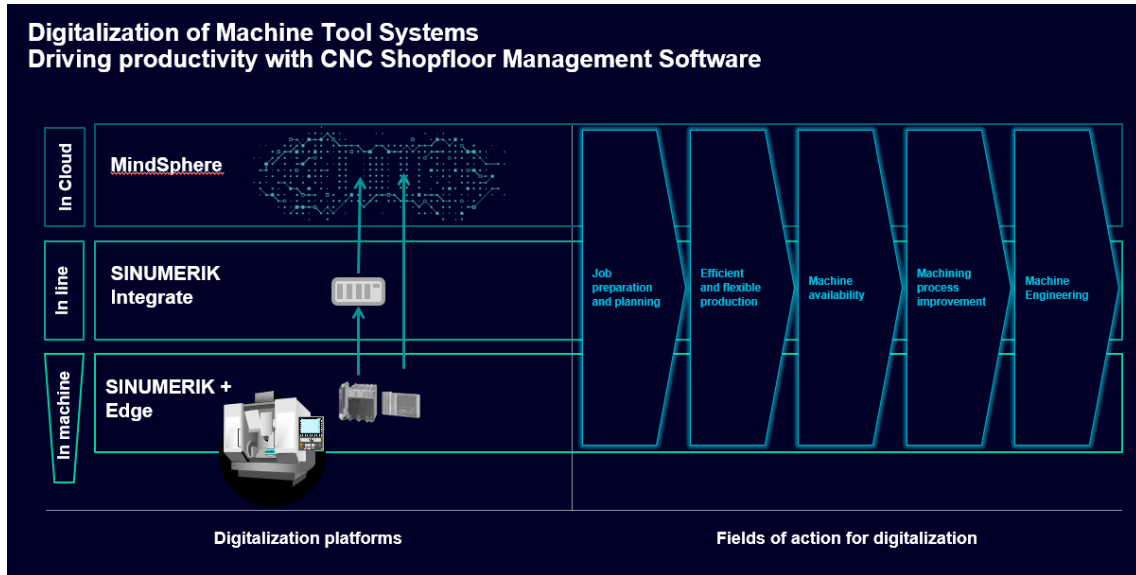 Digitalization of Machine Tool Systems
Driving productivity with CNC Shopfloor Management Software
In Cloud
MindSphere
In line
SINUMERIK
Integrate
In machine
SINUMERIK +
Edge
Job
preparation
and planning
Efficient
and flexible
production
Machine
availability
Machining
process
improvement
Machine
Engineering
Digitalization platforms
Fields of action for digitalization